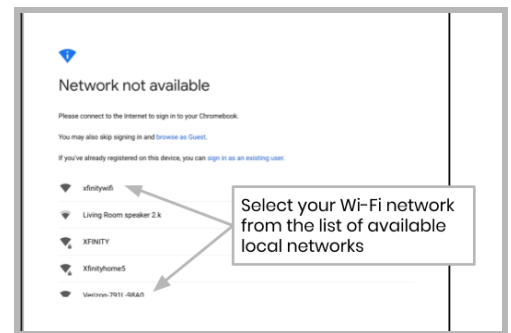 Network not available
Please connect to the Internet to sign in to your Chromebook.
You may also skip signing in and browse as Guest.
If you've already registered on this device, you can sign in as an existing user.
xfinitywifi
Living Room speaker 2.k
XFINITY
Xfinityhome5
Verizon-791L-98A0
Select your Wi-Fi network
from the list of available
local networks